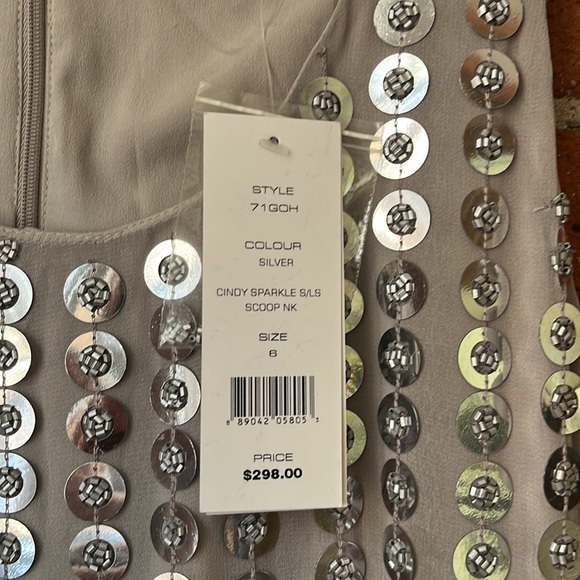 STYLE
71GOH
COLOUR
SILVER
CINDY SPARKLE S/LS
SCOOP NK
SIZE
6
8 89042 05805 3
PRICE
$298.00